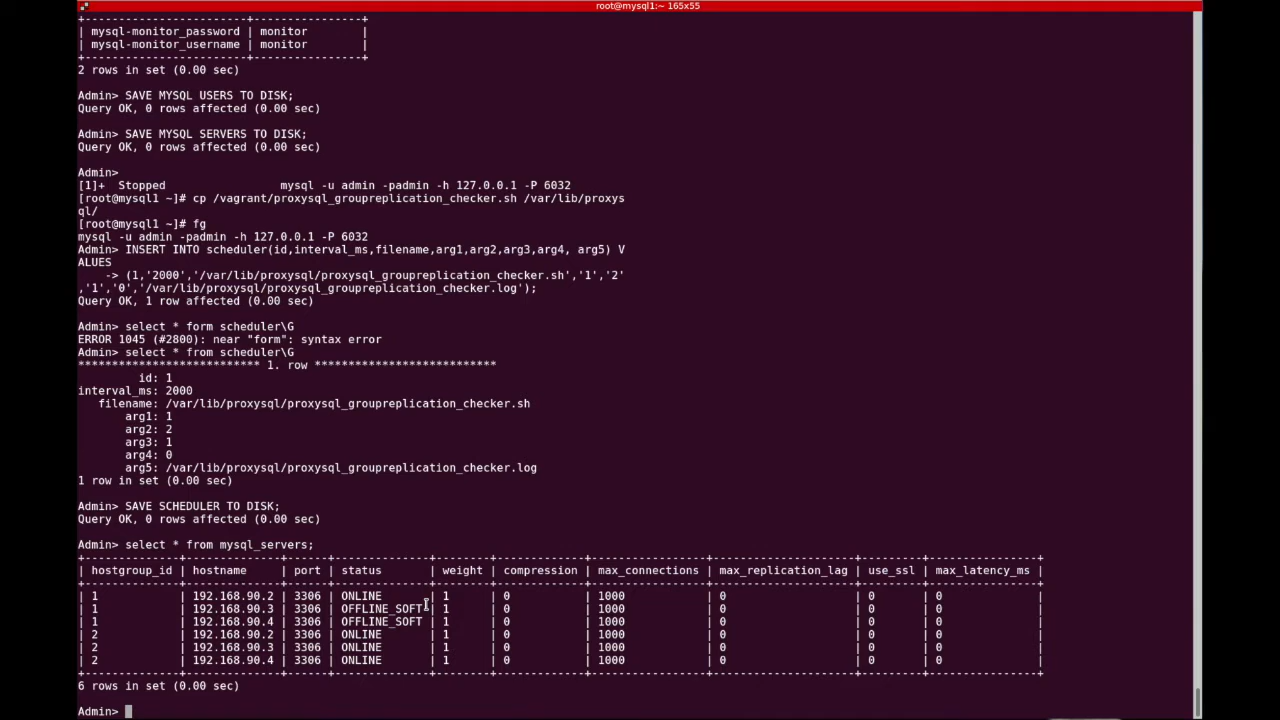 root@mysql1:~ 165x55
+------------------------+----------------+
| mysql-monitor_password | monitor        |
| mysql-monitor_username | monitor        |
+------------------------+----------------+
2 rows in set (0.00 sec)
Admin> SAVE MYSQL USERS TO DISK;
Query OK, 0 rows affected (0.00 sec)
Admin> SAVE MYSQL SERVERS TO DISK;
Query OK, 0 rows affected (0.00 sec)
Admin>
[1]+  Stopped                 mysql -u admin -padmin -h 127.0.0.1 -P 6032
[root@mysql1 ~]# cp /vagrant/proxysql_groupreplication_checker.sh /var/lib/proxys
ql/
[root@mysql1 ~]# fg
mysql -u admin -padmin -h 127.0.0.1 -P 6032
Admin> INSERT INTO scheduler(id,interval_ms,filename,arg1,arg2,arg3,arg4, arg5) V
ALUES
    -> (1,'2000','/var/lib/proxysql/proxysql_groupreplication_checker.sh','1','2'
,'1','0','/var/lib/proxysql/proxysql_groupreplication_checker.log');
Query OK, 1 row affected (0.00 sec)
Admin> select * form scheduler\G
ERROR 1045 (#2800): near "form": syntax error
Admin> select * from scheduler\G
*************************** 1. row ***************************
         id: 1
interval_ms: 2000
   filename: /var/lib/proxysql/proxysql_groupreplication_checker.sh
       arg1: 1
       arg2: 2
       arg3: 1
       arg4: 0
       arg5: /var/lib/proxysql/proxysql_groupreplication_checker.log
1 row in set (0.00 sec)
Admin> SAVE SCHEDULER TO DISK;
Query OK, 0 rows affected (0.00 sec)
Admin> select * from mysql_servers;
+--------------+--------------+------+--------------+--------+-------------+-----------------+---------------------+---------+----------------+
| hostgroup_id | hostname     | port | status       | weight | compression | max_connections | max_replication_lag | use_ssl | max_latency_ms |
+--------------+--------------+------+--------------+--------+-------------+-----------------+---------------------+---------+----------------+
| 1            | 192.168.90.2 | 3306 | ONLINE       | 1      | 0           | 1000            | 0                   | 0       | 0              |
| 1            | 192.168.90.3 | 3306 | OFFLINE_SOFT | 1      | 0           | 1000            | 0                   | 0       | 0              |
| 1            | 192.168.90.4 | 3306 | OFFLINE_SOFT | 1      | 0           | 1000            | 0                   | 0       | 0              |
| 2            | 192.168.90.2 | 3306 | ONLINE       | 1      | 0           | 1000            | 0                   | 0       | 0              |
| 2            | 192.168.90.3 | 3306 | ONLINE       | 1      | 0           | 1000            | 0                   | 0       | 0              |
| 2            | 192.168.90.4 | 3306 | ONLINE       | 1      | 0           | 1000            | 0                   | 0       | 0              |
+--------------+--------------+------+--------------+--------+-------------+-----------------+---------------------+---------+----------------+
6 rows in set (0.00 sec)
Admin>